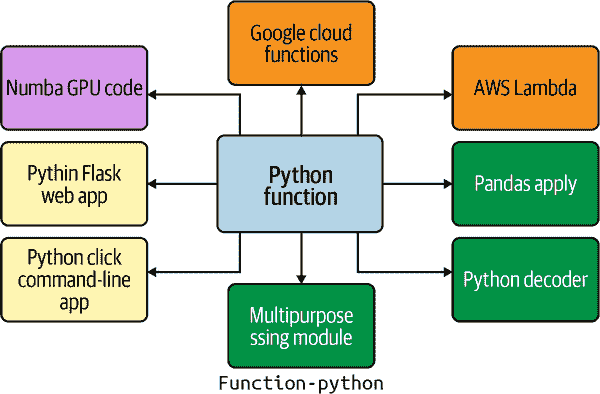 Google cloud
functions
Numba GPU code
AWS Lambda
Python
function
Pythin Flask
web app
Pandas apply
Python click
command-line
app
Python decoder
Multipurpose
ssing module
Function-python